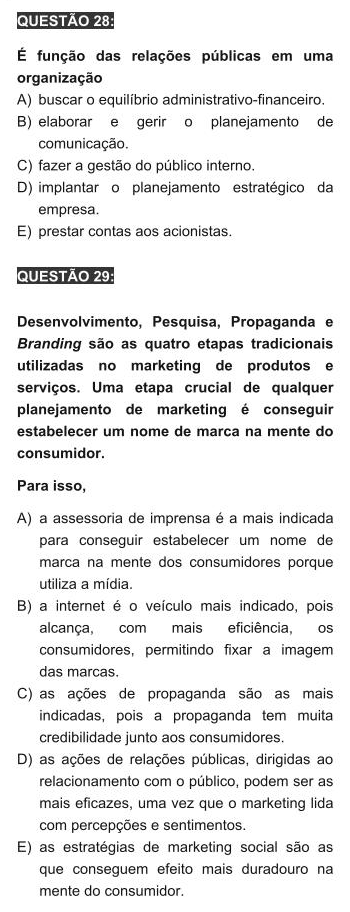 QUESTÃO 28:
É função das relações públicas em uma
organização
A) buscar o equilíbrio administrativo-financeiro.
B) elaborar e gerir o planejamento de
comunicação.
C) fazer a gestão do público interno.
D) implantar o planejamento estratégico da
empresa.
E) prestar contas aos acionistas.
QUESTÃO 29:
Desenvolvimento, Pesquisa, Propaganda e
Branding são as quatro etapas tradicionais
utilizadas no marketing de produtos e
serviços. Uma etapa crucial de qualquer
planejamento de marketing é conseguir
estabelecer um nome de marca na mente do
consumidor.
Para isso,
A) a assessoria de imprensa é a mais indicada
para conseguir estabelecer um nome de
marca na mente dos consumidores porque
utiliza a mídia.
B) a internet é o veículo mais indicado, pois
alcança, com mais eficiência, os
consumidores, permitindo fixar a imagem
das marcas.
C) as ações de propaganda são as mais
indicadas, pois a propaganda tem muita
credibilidade junto aos consumidores.
D) as ações de relações públicas, dirigidas ao
relacionamento com o público, podem ser as
mais eficazes, uma vez que o marketing lida
com percepções e sentimentos.
E) as estratégias de marketing social são as
que conseguem efeito mais duradouro na
mente do consumidor.